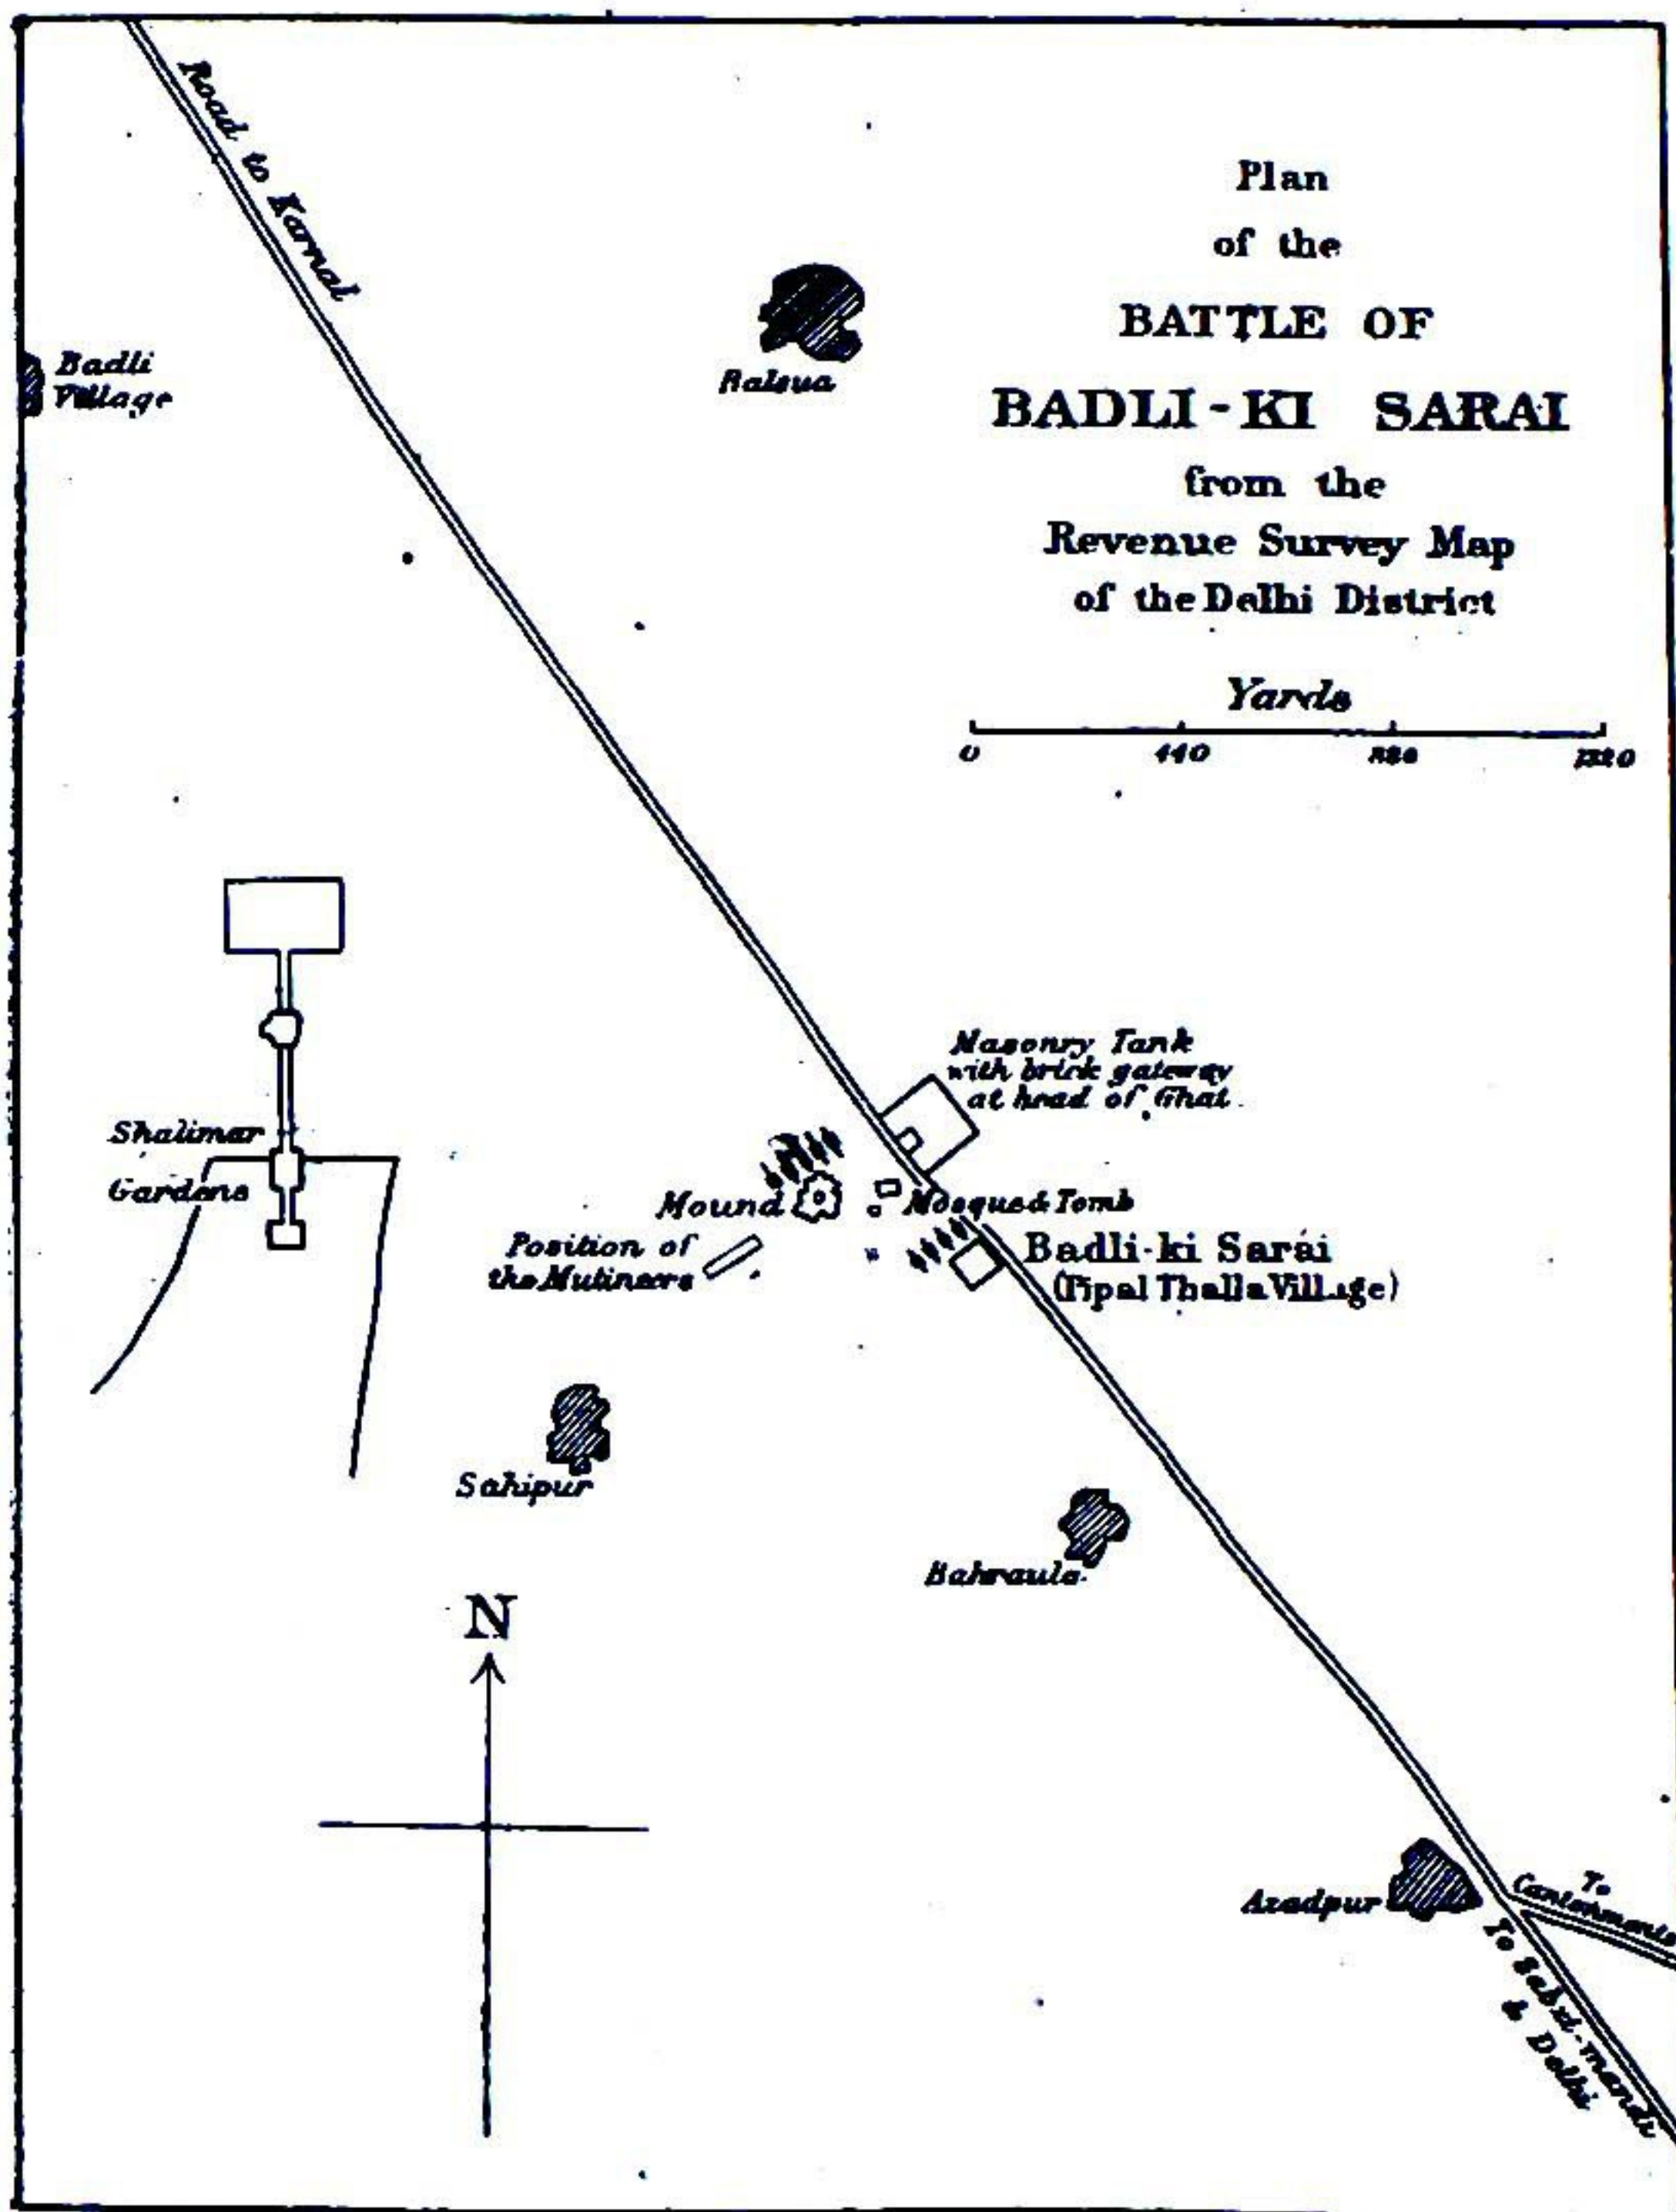 Plan
of the
BATTLE OF
BADLI-KI SARAI
from the
Revenue Survey Map
of the Delhi District
Yards
0 440 880 1320
Road to Karnal
Badli
Village
Ralsua
Masonry Tank
with brick gateway
at head of Ghat
Shalimar
Gardens
Mound
Mosque & Tomb
Position of
the Mutineers
Badli-ki Sarai
(Pipal Thalla Village)
Sahipur
Bahraula
N
Azadpur
To
Cantonments
To Sabzi-mandi
& Delhi